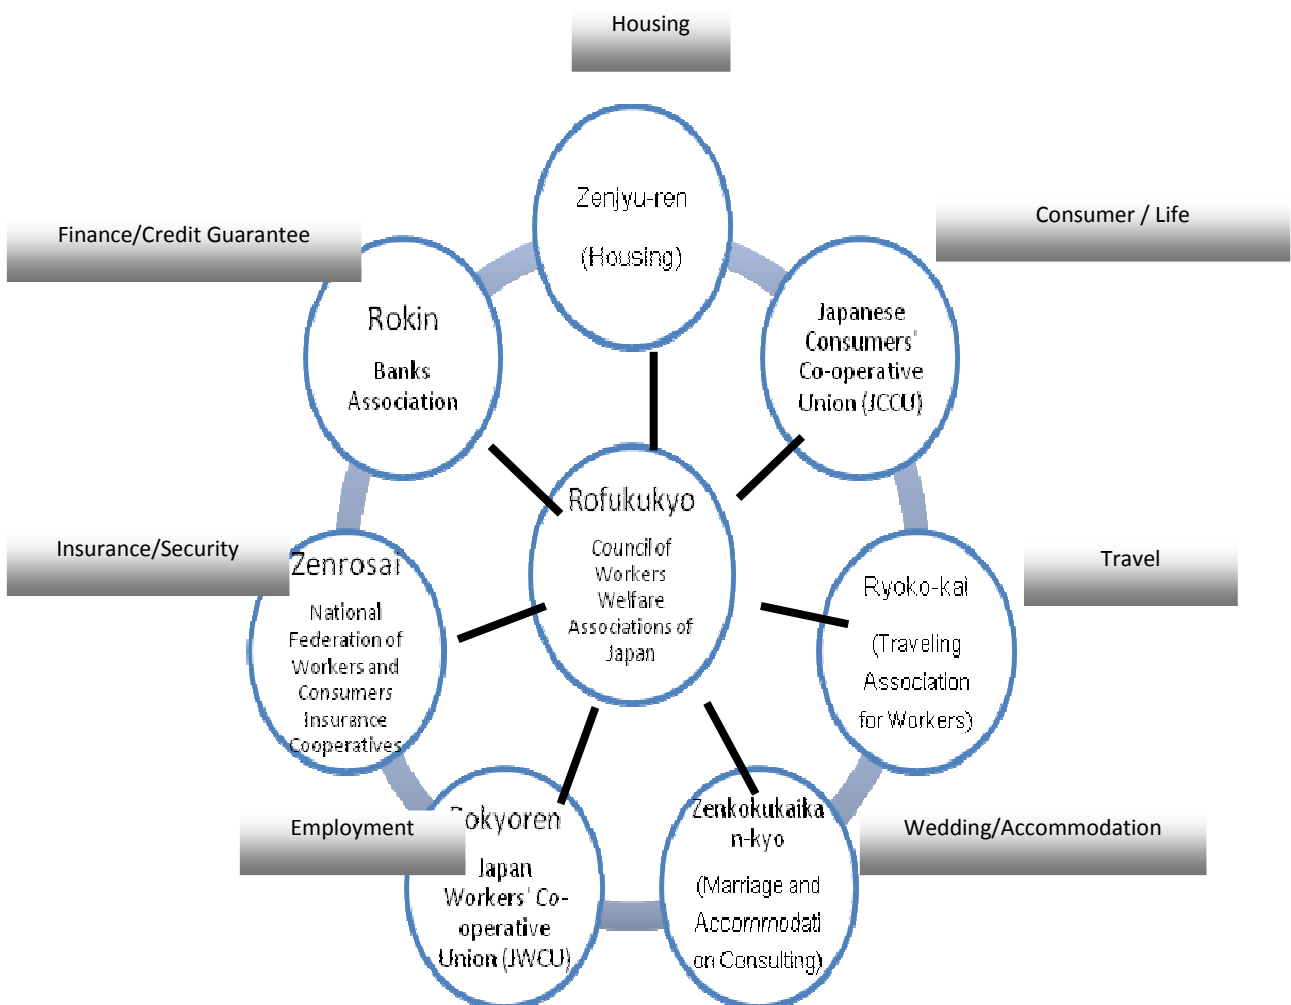 Housing
Zenjyu-ren
(Housing)
Consumer / Life
Finance/Credit Guarantee
Rokin
Banks
Association
Japanese
Consumers'
Co-operative
Union (JCCU)
Rofukukyo
Council of
Workers
Welfare
Associations of
Japan
Insurance/Security
Zenrosai
National
Federation of
Workers and
Consumers
Insurance
Cooperatives
Travel
Ryoko-kai
(Traveling
Association
for Workers)
Employment
okyoren
Japan
Workers' Co-
operative
Union (JWCU)
Zenkokukaika
n-kyo
(Marriage and
Accommodati
on Consulting)
Wedding/Accommodation